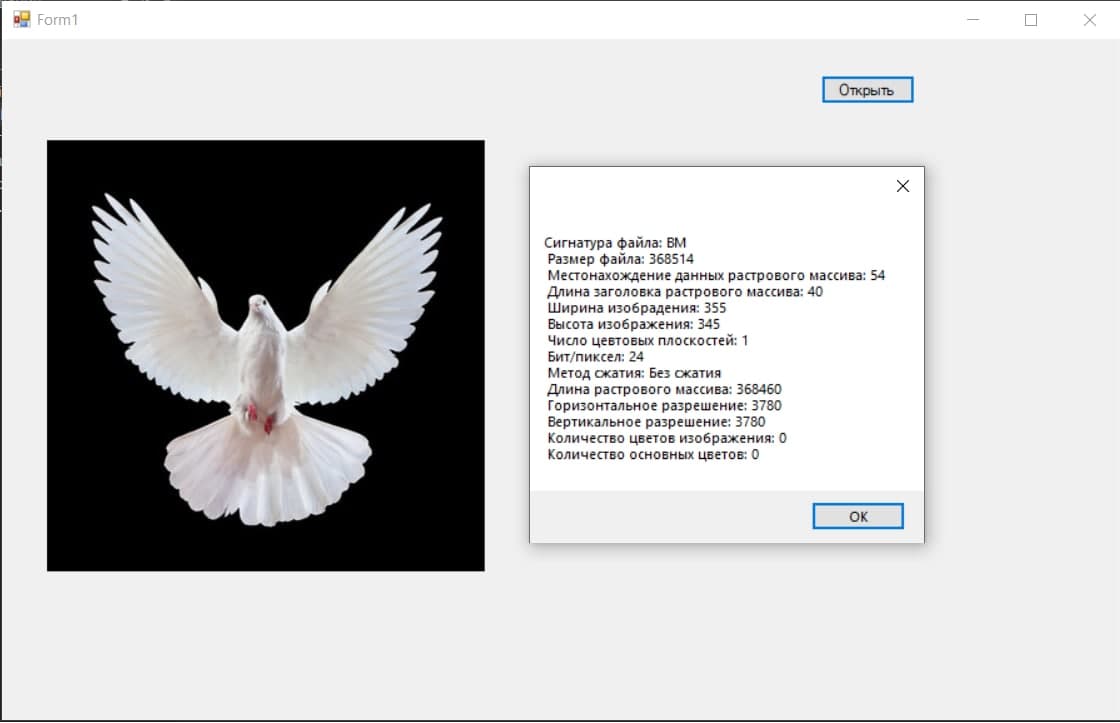 Form1
Открыть
Сигнатура файла: BM
Размер файла: 368514
Местонахождение данных растрового массива: 54
Длина заголовка растрового массива: 40
Ширина изобрадения: 355
Высота изображения: 345
Число цевтовых плоскостей: 1
Бит/пиксел: 24
Метод сжатия: Без сжатия
Длина растрового массива: 368460
Горизонтальное разрешение: 3780
Вертикальное разрешение: 3780
Количество цветов изображения: 0
Количество основных цветов: 0
OK